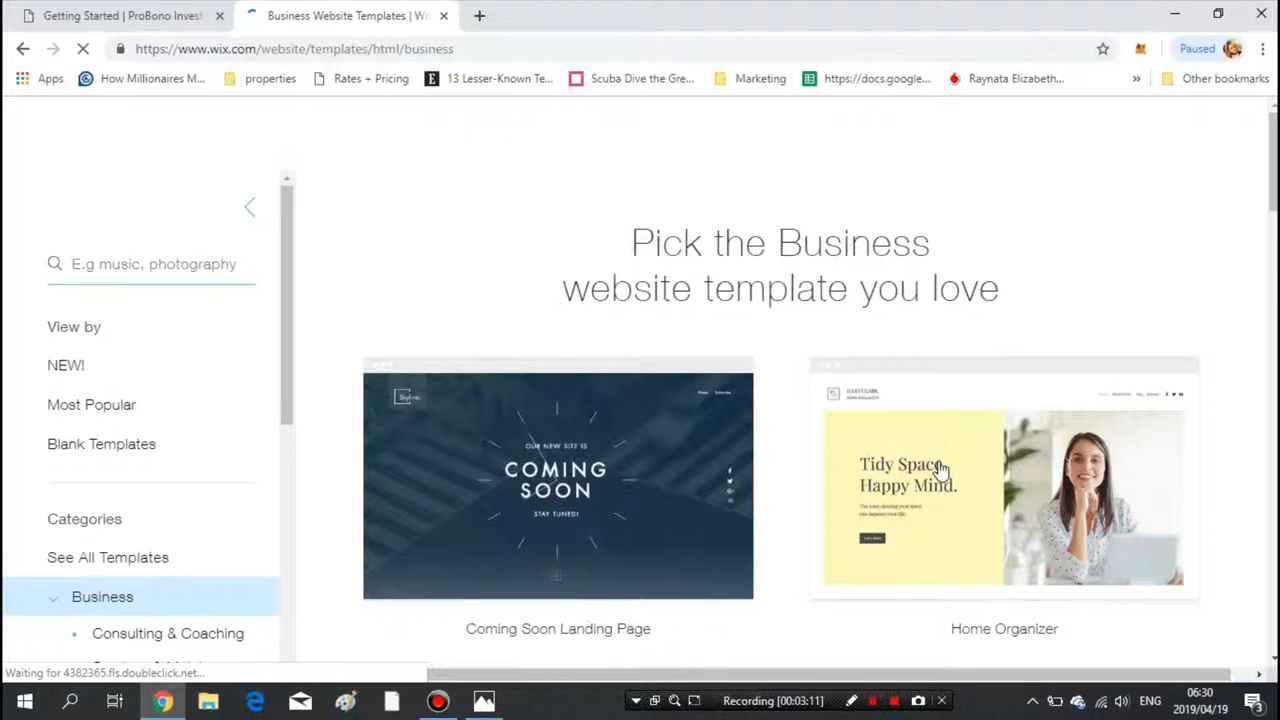 Getting Started | ProBono Invest
Business Website Templates | Wi
https://www.wix.com/website/templates/html/business
Paused
Apps
How Millionaires M...
properties
Rates + Pricing
13 Lesser-Known Te...
Scuba Dive the Gre...
Marketing
https://docs.google...
Raynata Elizabeth...
»
Other bookmarks
E.g music, photography
View by
NEW!
Most Popular
Blank Templates
Categories
See All Templates
Business
Consulting & Coaching
Pick the Business
website template you love
OUR NEW SITE IS
COMING
SOON
STAY TUNED!
Coming Soon Landing Page
Tidy Space
Happy Mind.
Home Organizer
Waiting for 4382365.fls.doubleclick.net...
Recording [00:03:11]
ENG
06:30
2019/04/19
3